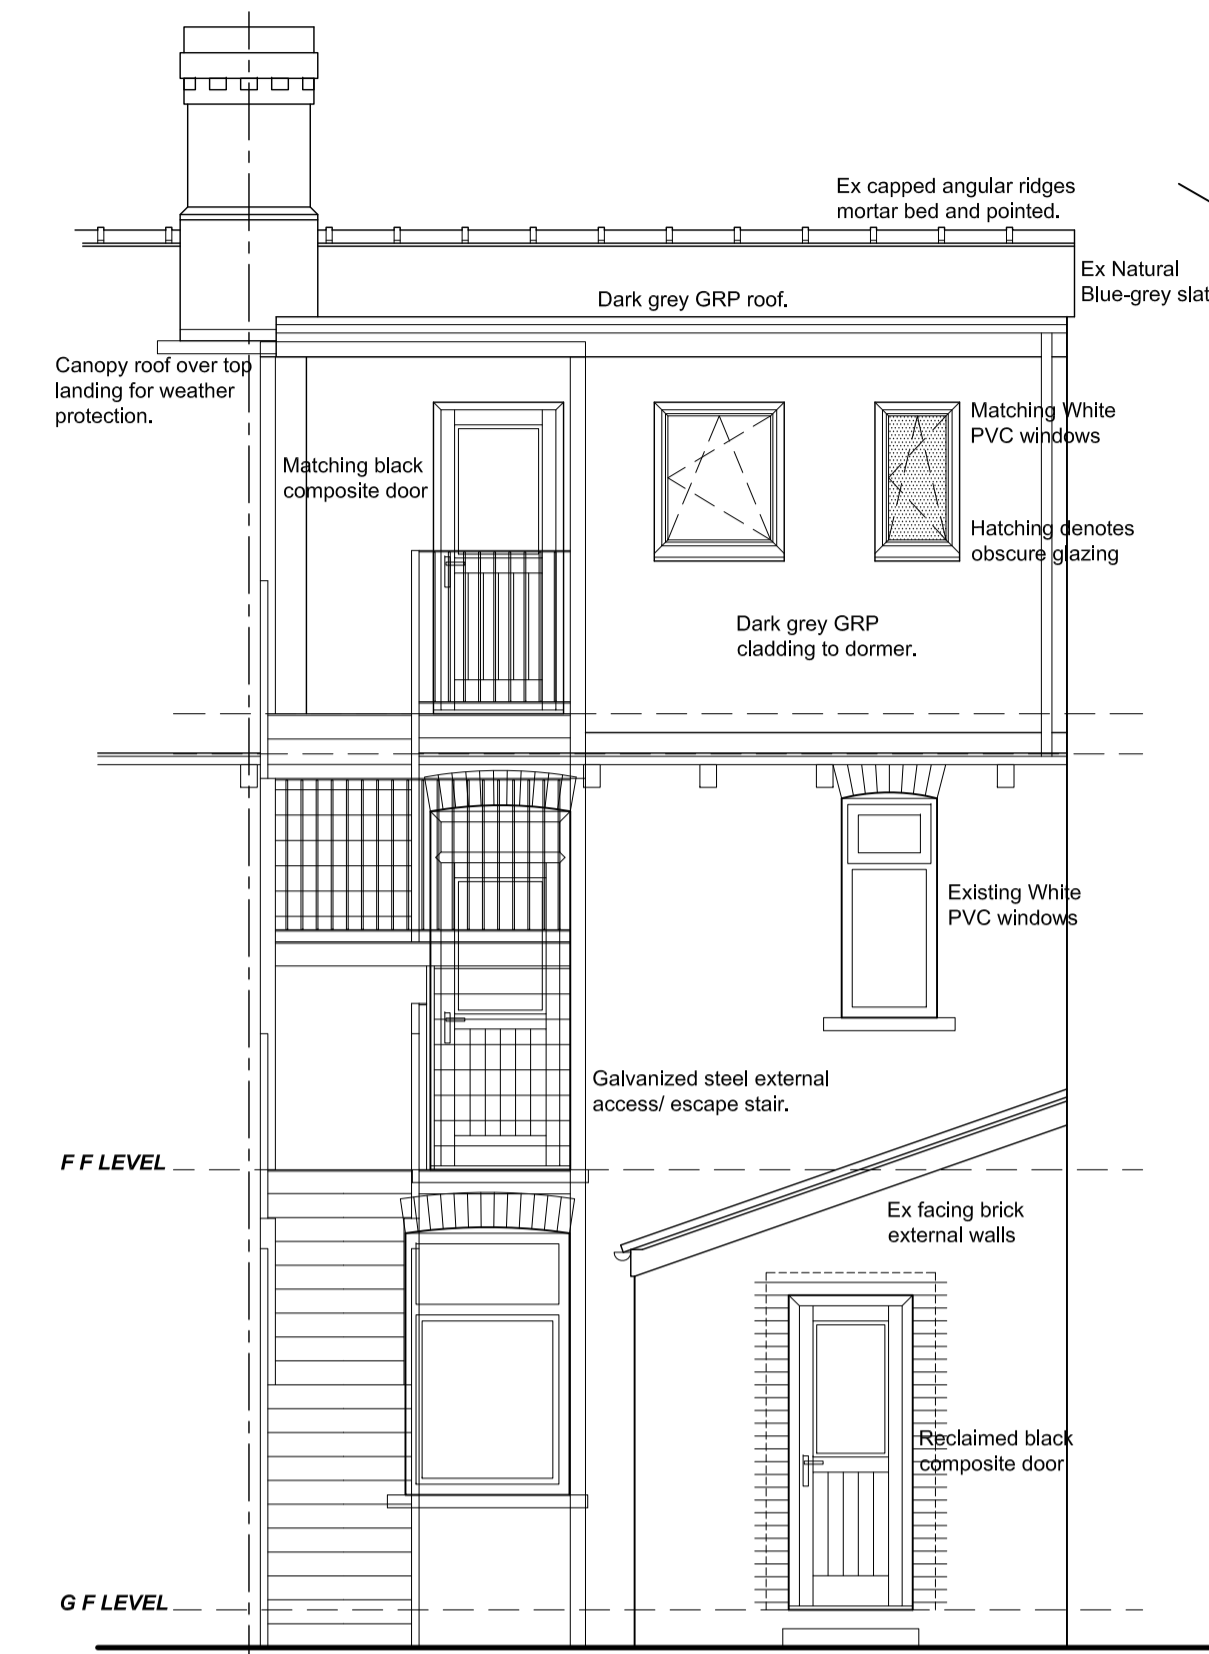 Ex capped angular ridges
mortar bed and pointed.
Ex Natural
Blue-grey slat
Dark grey GRP roof.
Canopy roof over top
landing for weather
protection.
Matching White
PVC windows
Matching black
composite door
Hatching denotes
obscure glazing
Dark grey GRP
cladding to dormer.
Existing White
PVC windows
Galvanized steel external
access/ escape stair.
F F LEVEL
Ex facing brick
external walls
Reclaimed black
composite door
G F LEVEL